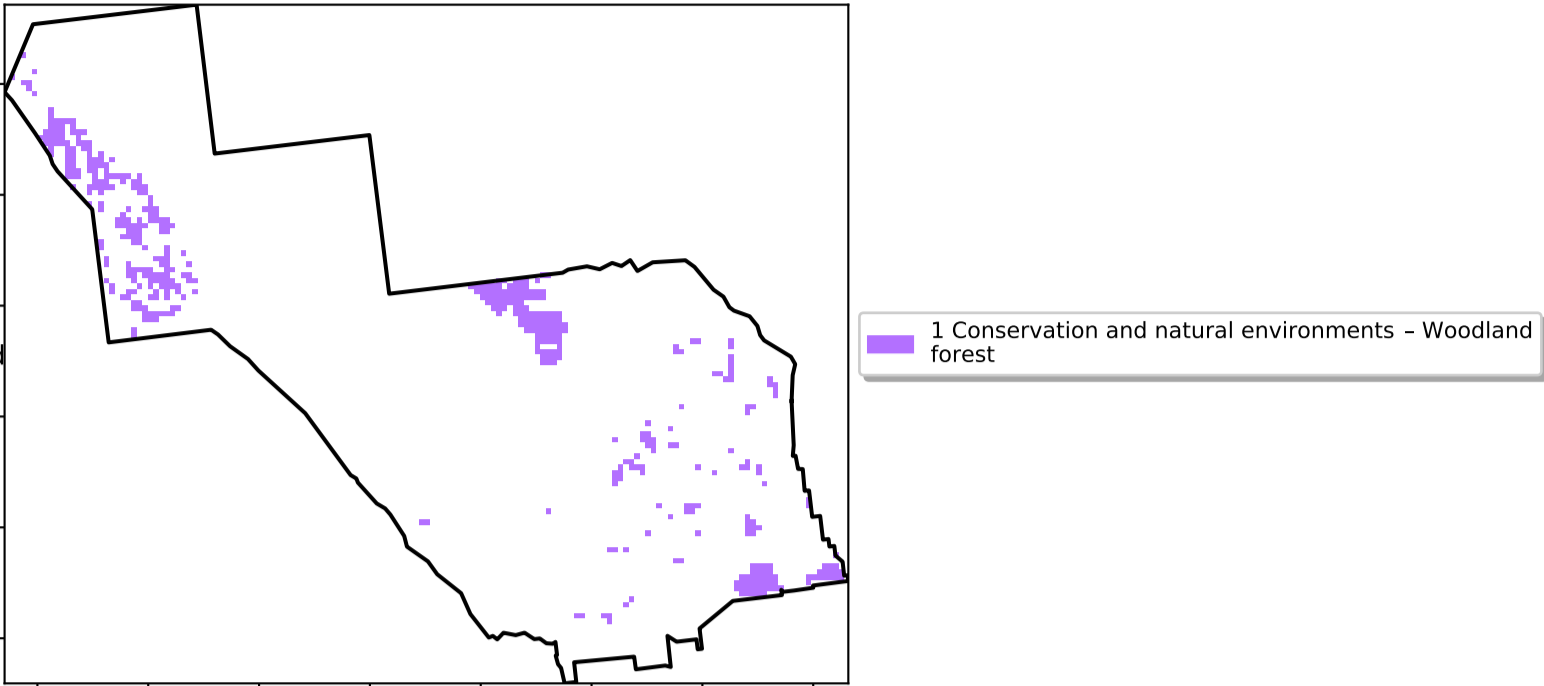 1 Conservation and natural environments – Woodland
forest